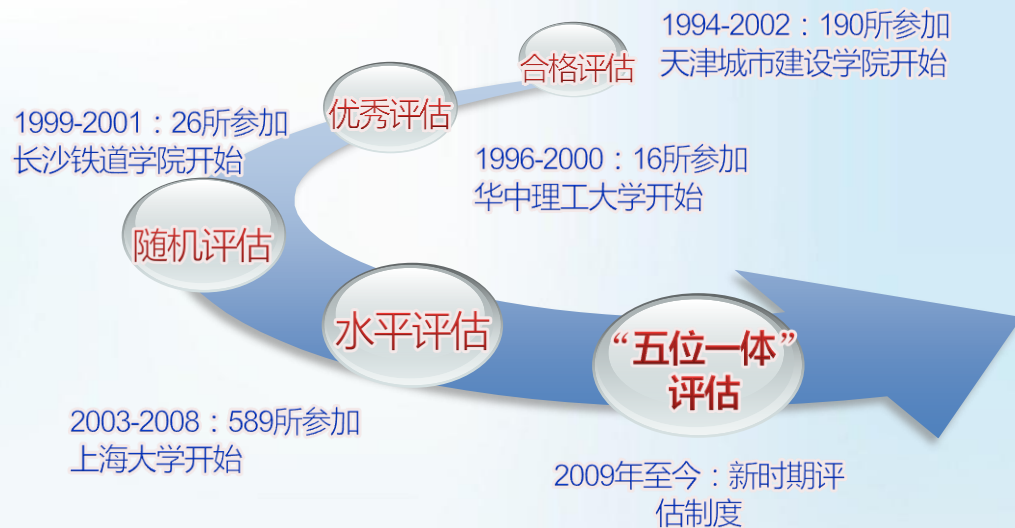 1994-2002：190所参加
天津城市建设学院开始
合格评估
优秀评估
1996-2000：16所参加
华中理工大学开始
1999-2001：26所参加
长沙铁道学院开始
随机评估
水平评估
2003-2008：589所参加
上海大学开始
“五位一体”
评估
2009年至今：新时期评
估制度